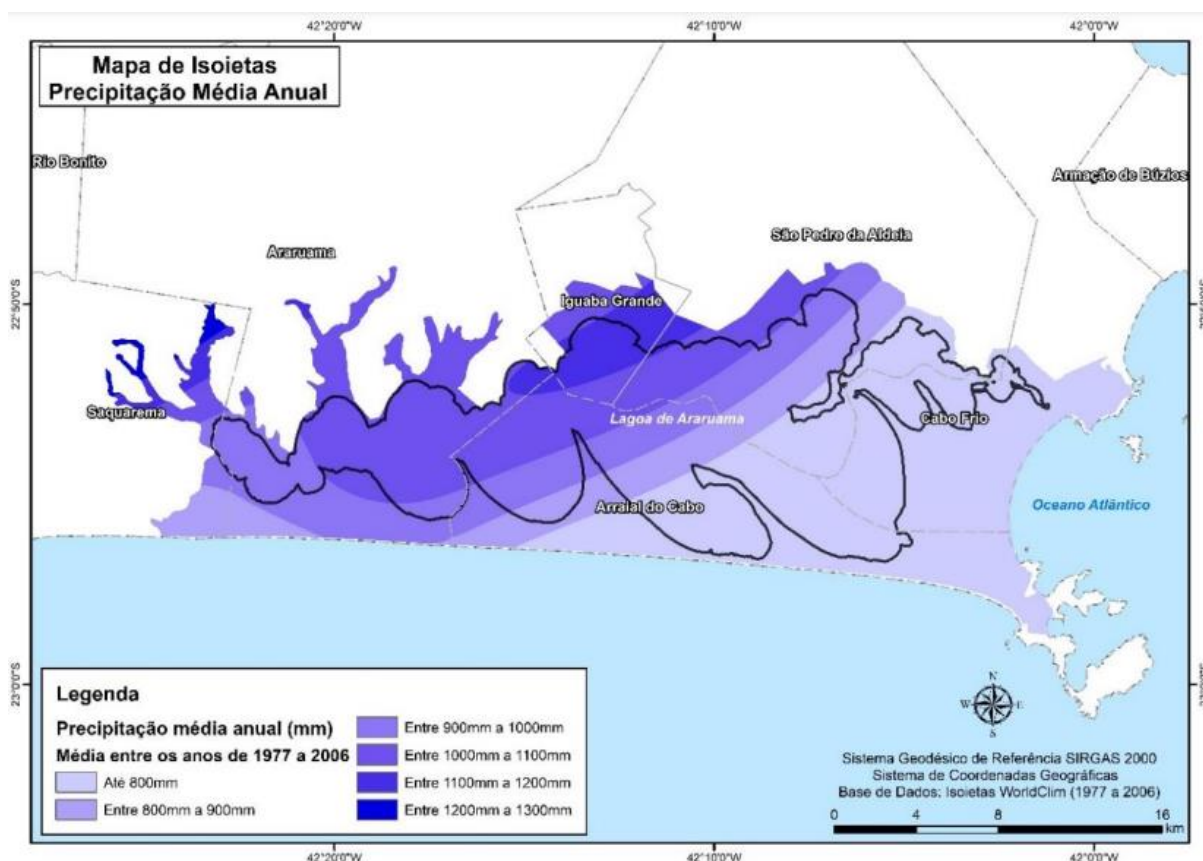 42°20'0"W 42°10'0"W 42°0'0"W
Mapa de Isoietas
Precipitação Média Anual
Rio Bonito
Armação de Búzios
São Pedro da Aldeia
Araruama
22°50'0"S
Iguaba Grande
Saquarema
Lagoa de Araruama
Cabo Frio
Arraial do Cabo
Oceano Atlântico
23°0'0"S
Legenda
Precipitação média anual (mm)
Média entre os anos de 1977 a 2006
Até 800mm
Entre 800mm a 900mm
Entre 900mm a 1000mm
Entre 1000mm a 1100mm
Entre 1100mm a 1200mm
Entre 1200mm a 1300mm
N
W E
S
Sistema Geodésico de Referência SIRGAS 2000
Sistema de Coordenadas Geográficas
Base de Dados: Isoietas WorldClim (1977 a 2006)
0 4 8 16
km
42°20'0"W 42°10'0"W 42°0'0"W